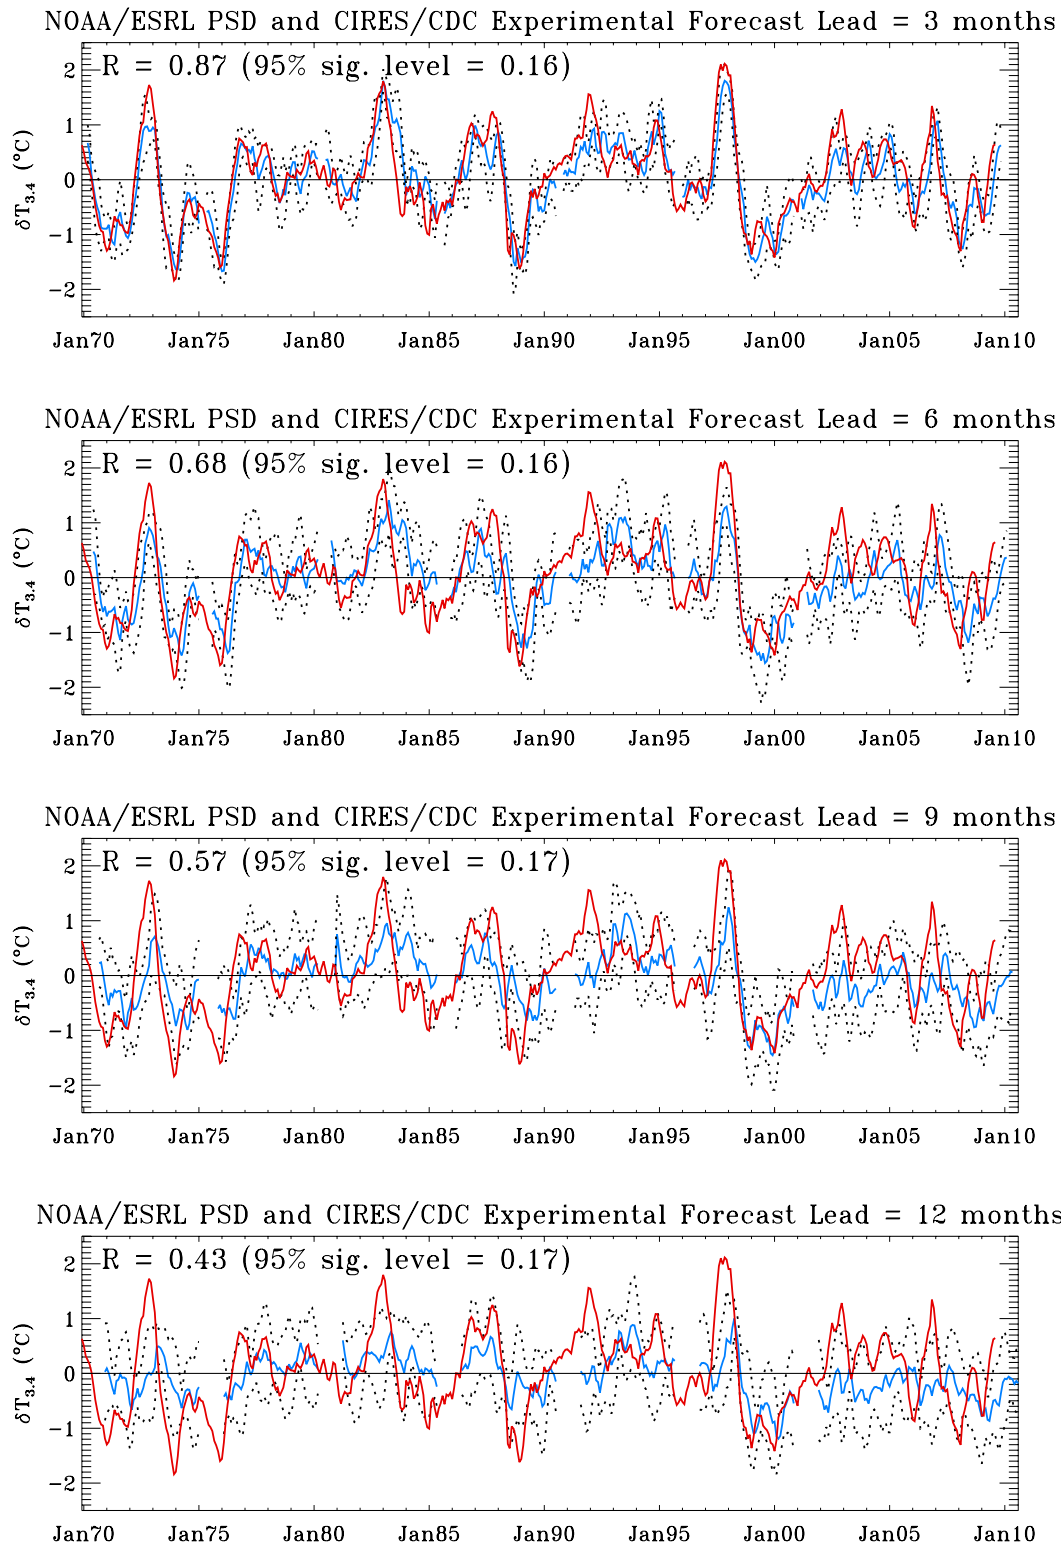 NOAA/ESRL PSD and CIRES/CDC Experimental Forecast Lead = 3 months
R = 0.87 (95% sig. level = 0.16)
δT3.4 (°C)
2
1
0
−1
−2
Jan70 Jan75 Jan80 Jan85 Jan90 Jan95 Jan00 Jan05 Jan10
NOAA/ESRL PSD and CIRES/CDC Experimental Forecast Lead = 6 months
R = 0.68 (95% sig. level = 0.16)
δT3.4 (°C)
2
1
0
−1
−2
Jan70 Jan75 Jan80 Jan85 Jan90 Jan95 Jan00 Jan05 Jan10
NOAA/ESRL PSD and CIRES/CDC Experimental Forecast Lead = 9 months
R = 0.57 (95% sig. level = 0.17)
δT3.4 (°C)
2
1
0
−1
−2
Jan70 Jan75 Jan80 Jan85 Jan90 Jan95 Jan00 Jan05 Jan10
NOAA/ESRL PSD and CIRES/CDC Experimental Forecast Lead = 12 months
R = 0.43 (95% sig. level = 0.17)
δT3.4 (°C)
2
1
0
−1
−2
Jan70 Jan75 Jan80 Jan85 Jan90 Jan95 Jan00 Jan05 Jan10